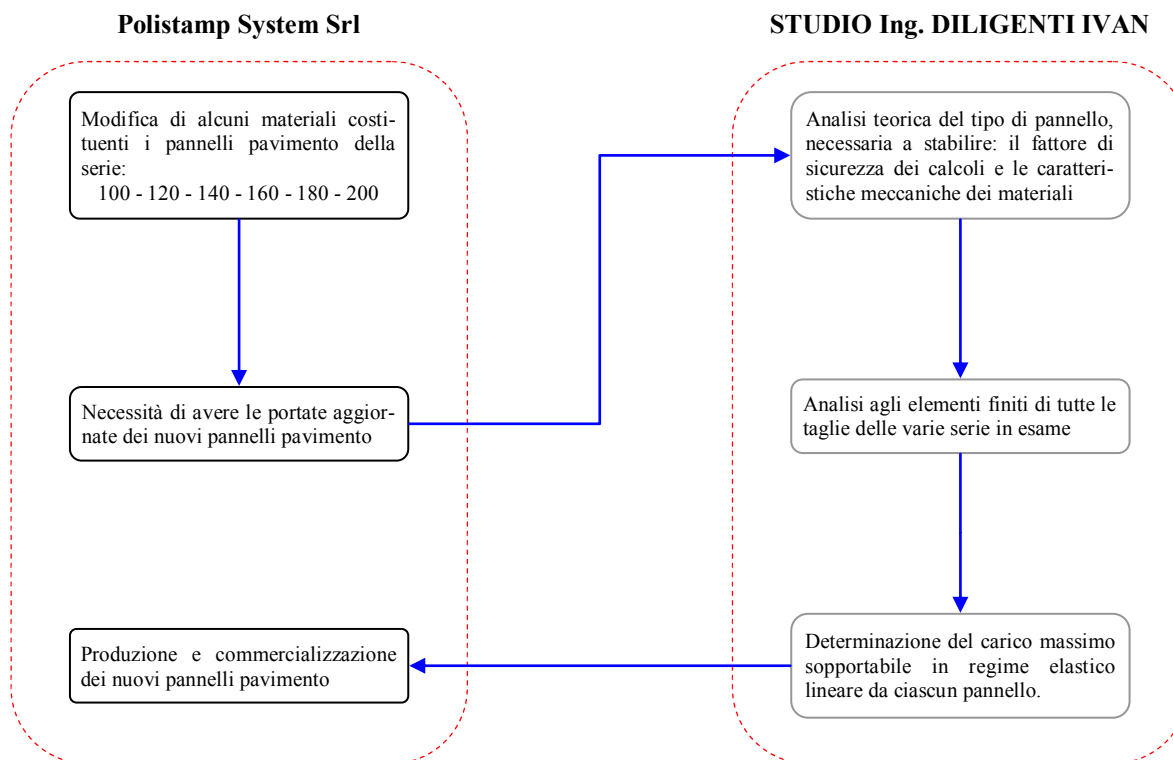 Polistamp System Srl
Modifica di alcuni materiali costi-
tuenti i pannelli pavimento della
serie:
100 - 120 - 140 - 160 - 180 - 200
Necessità di avere le portate aggior-
nate dei nuovi pannelli pavimento
Produzione e commercializzazione
dei nuovi pannelli pavimento
STUDIO Ing. DILIGENTI IVAN
Analisi teorica del tipo di pannello,
necessaria a stabilire: il fattore di
sicurezza dei calcoli e le caratteri-
stiche meccaniche dei materiali
Analisi agli elementi finiti di tutte le
taglie delle varie serie in esame
Determinazione del carico massimo
sopportabile in regime elastico
lineare da ciascun pannello.